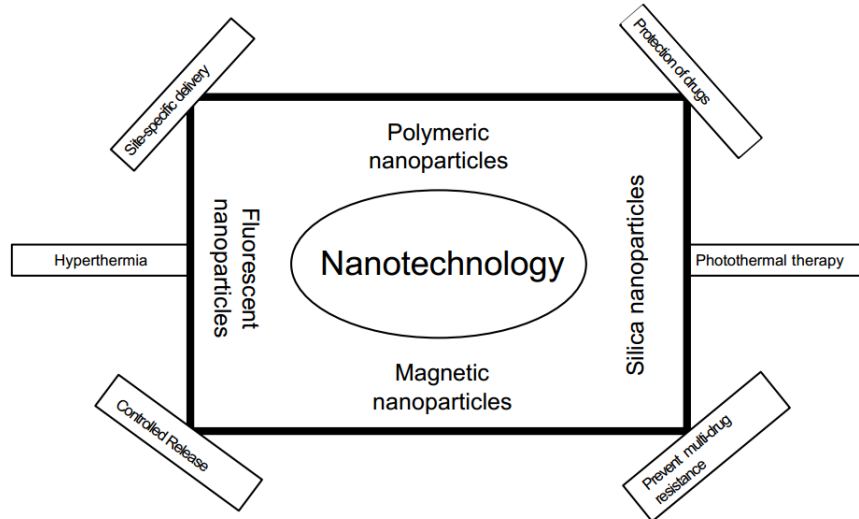 Site-specific delivery
Protection of drugs
Polymeric
nanoparticles
Fluorescent
nanoparticles
Silica nanoparticles
Hyperthermia
Nanotechnology
Photothermal therapy
Magnetic
nanoparticles
Controlled Release
Prevent multi-drug
resistance